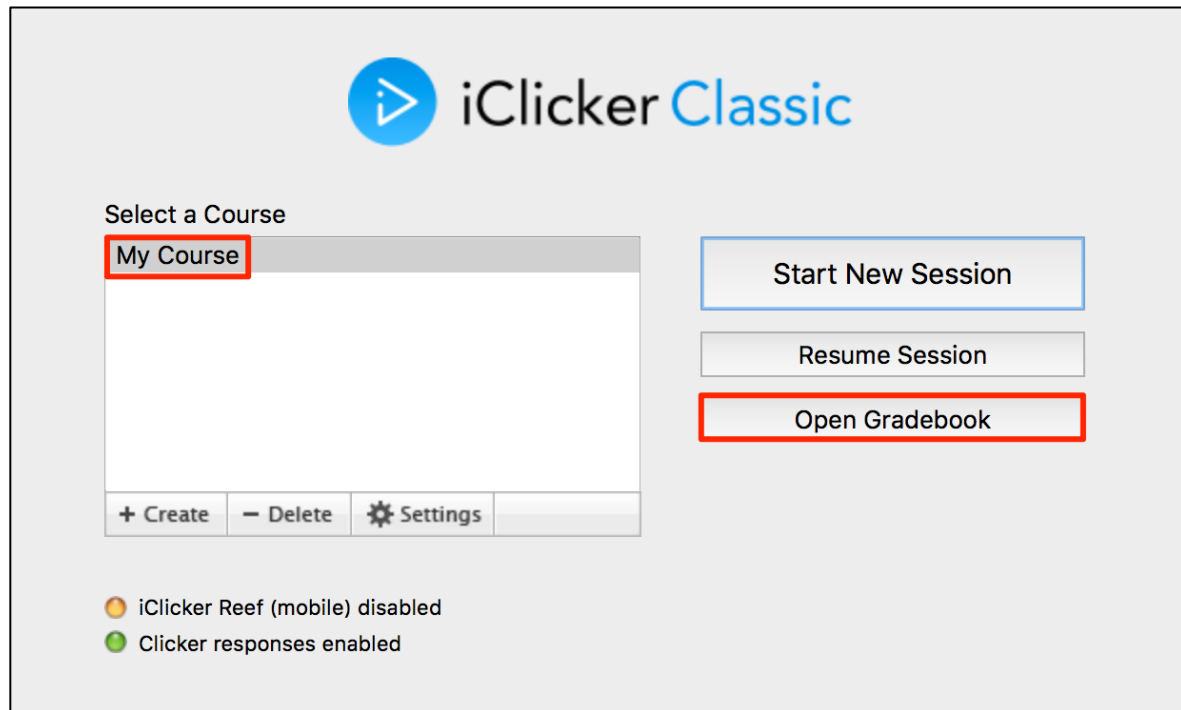 iClicker Classic
Select a Course
My Course
Start New Session
Resume Session
Open Gradebook
+ Create
− Delete
Settings
iClicker Reef (mobile) disabled
Clicker responses enabled